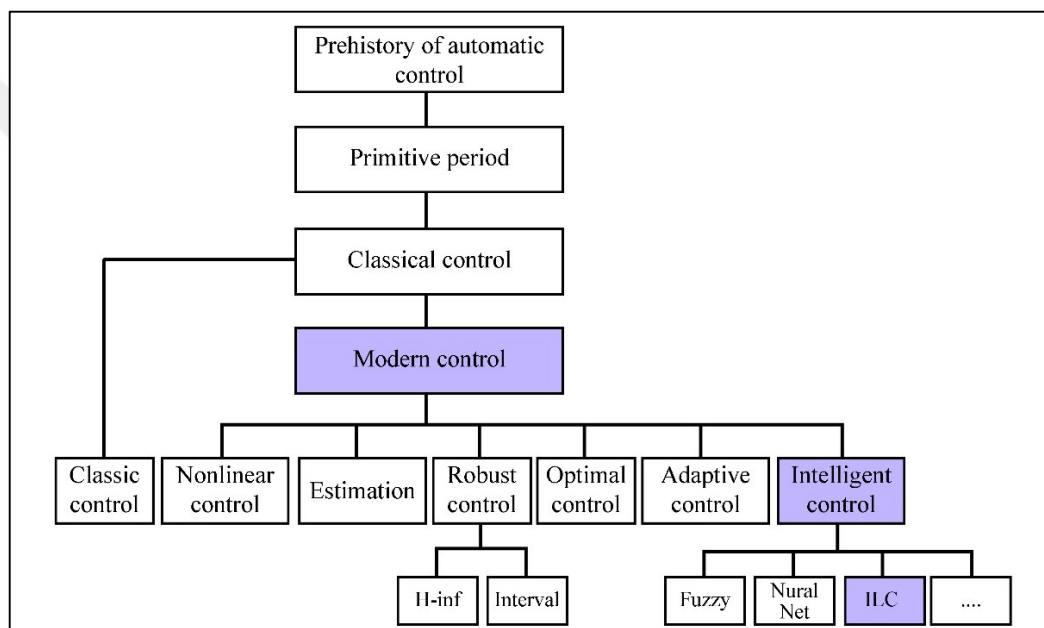 Prehistory of automatic
control
Primitive period
Classical control
Modern control
Classic
control
Nonlinear
control
Estimation
Robust
control
Optimal
control
Adaptive
control
Intelligent
control
H-inf
Interval
Fuzzy
Nural
Net
ILC
....